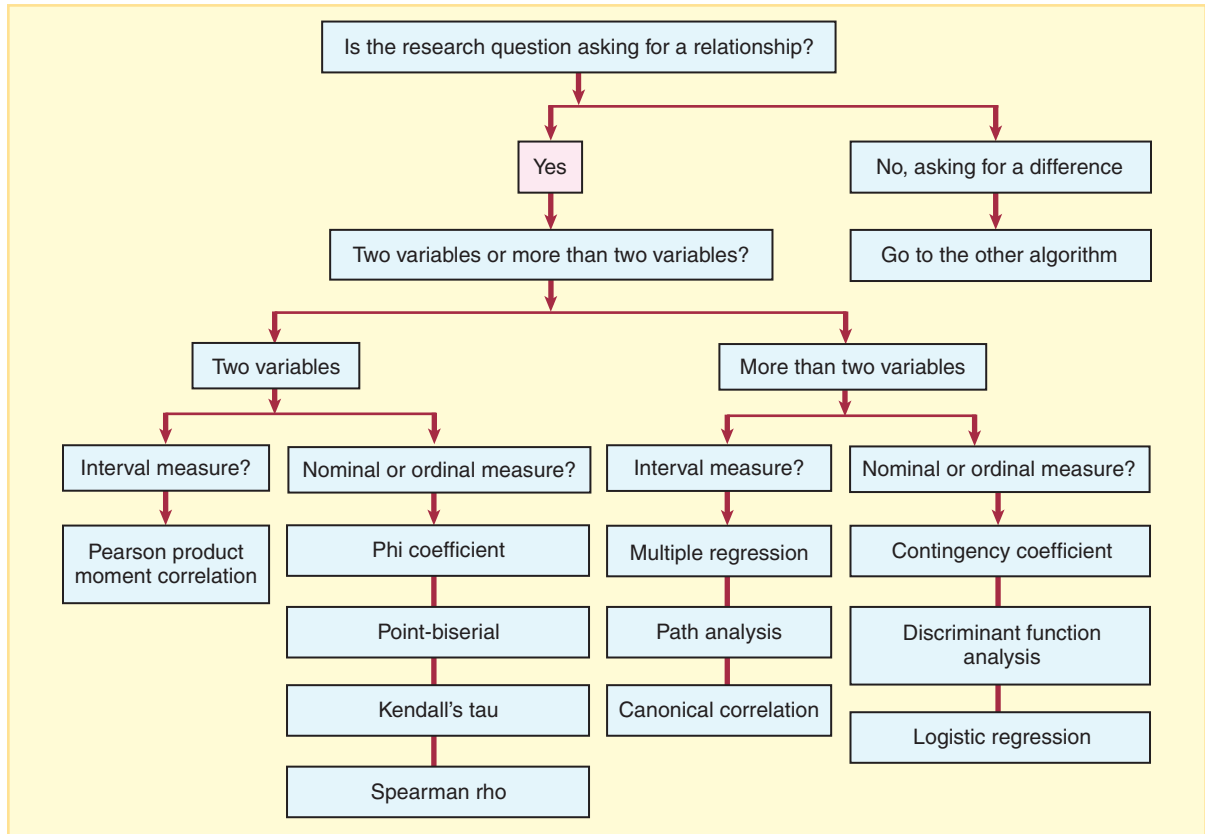 Is the research question asking for a relationship?
Yes
No, asking for a difference
Two variables or more than two variables?
Go to the other algorithm
Two variables
More than two variables
Interval measure?
Nominal or ordinal measure?
Interval measure?
Nominal or ordinal measure?
Pearson product
moment correlation
Phi coefficient
Point-biserial
Kendall’s tau
Spearman rho
Multiple regression
Path analysis
Canonical correlation
Contingency coefficient
Discriminant function
analysis
Logistic regression